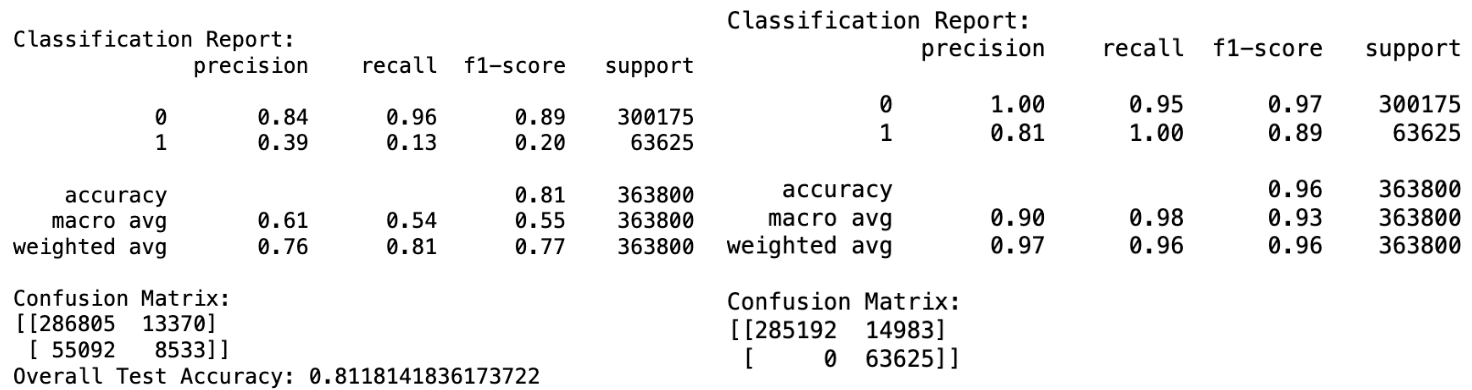 Classification Report:
              precision    recall  f1-score   support

           0       0.84      0.96      0.89    300175
           1       0.39      0.13      0.20     63625

    accuracy                           0.81    363800
   macro avg       0.61      0.54      0.55    363800
weighted avg       0.76      0.81      0.77    363800

Confusion Matrix:
[[286805  13370]
 [ 55092   8533]]
Overall Test Accuracy: 0.8118141836173722
Classification Report:
              precision    recall  f1-score   support

           0       1.00      0.95      0.97    300175
           1       0.81      1.00      0.89     63625

    accuracy                           0.96    363800
   macro avg       0.90      0.98      0.93    363800
weighted avg       0.97      0.96      0.96    363800

Confusion Matrix:
[[285192  14983]
 [     0  63625]]